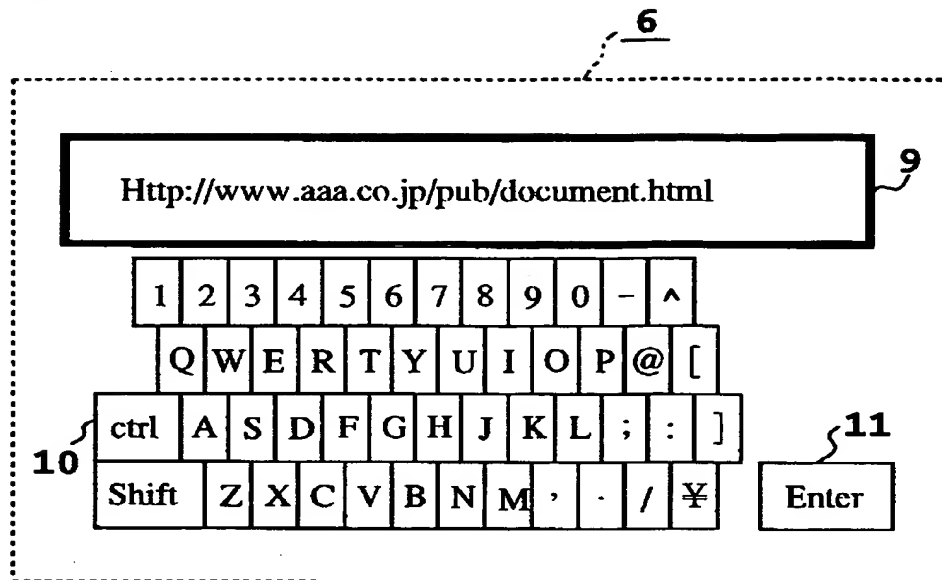 6
Http://www.aaa.co.jp/pub/document.html
9
1 2 3 4 5 6 7 8 9 0 - ^
Q W E R T Y U I O P @ [
ctrl A S D F G H J K L ; : ]
10
11
Shift Z X C V B N M , . / ¥
Enter